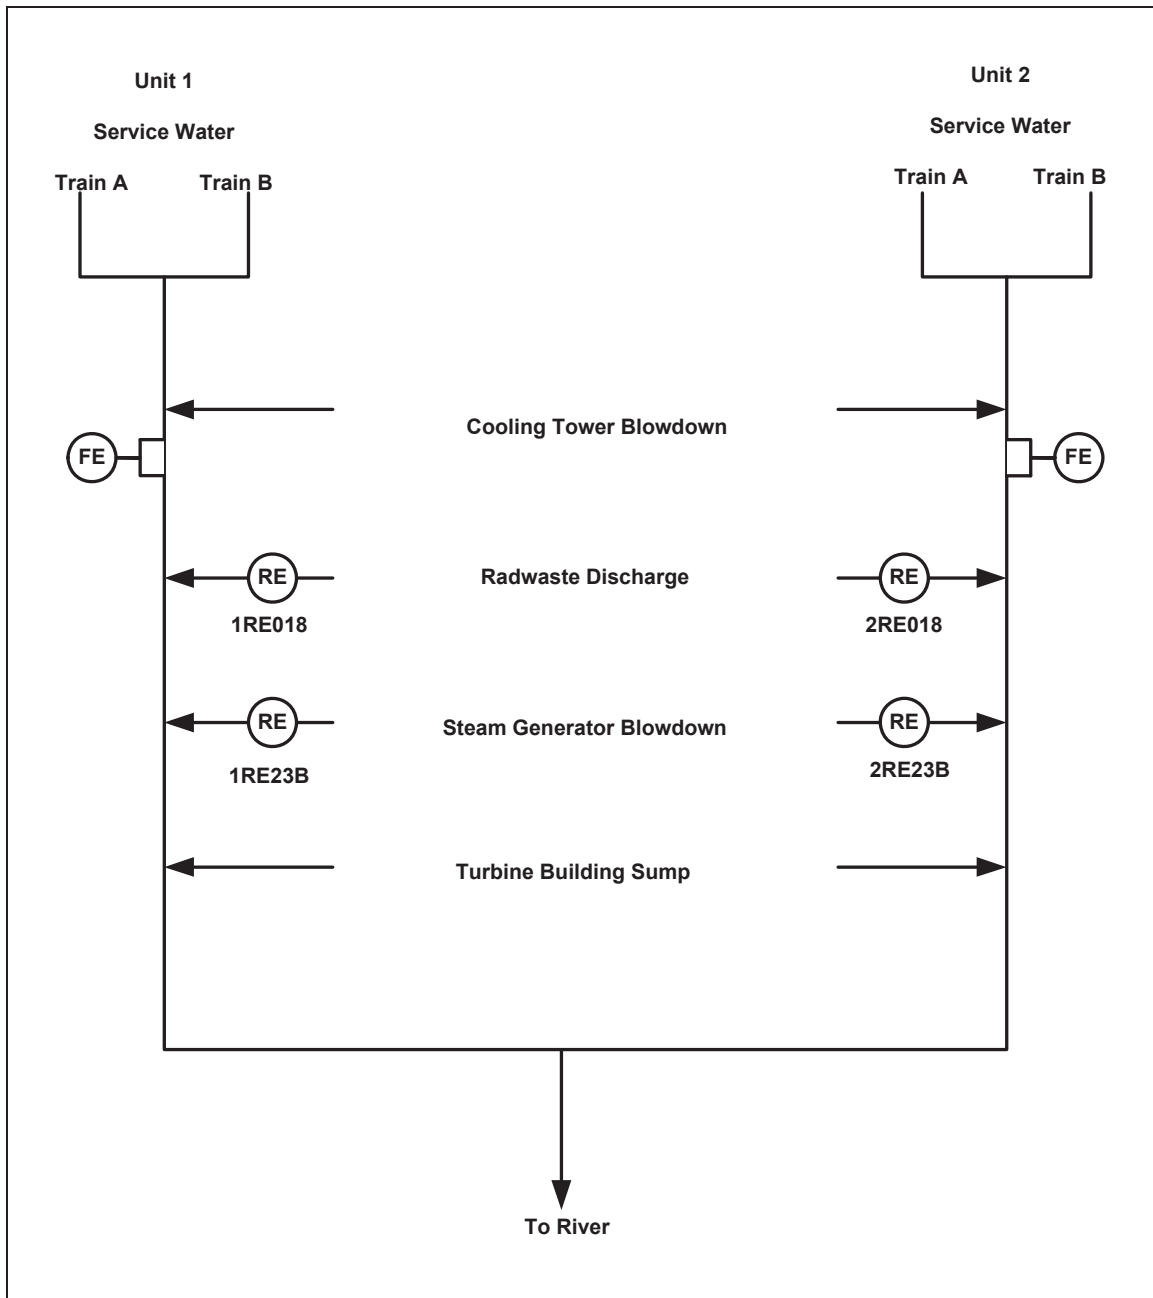 Unit 1
Unit 2
Service Water
Service Water
Train A
Train B
Train A
Train B
Cooling Tower Blowdown
FE
FE
RE
Radwaste Discharge
RE
1RE018
2RE018
RE
Steam Generator Blowdown
RE
1RE23B
2RE23B
Turbine Building Sump
To River